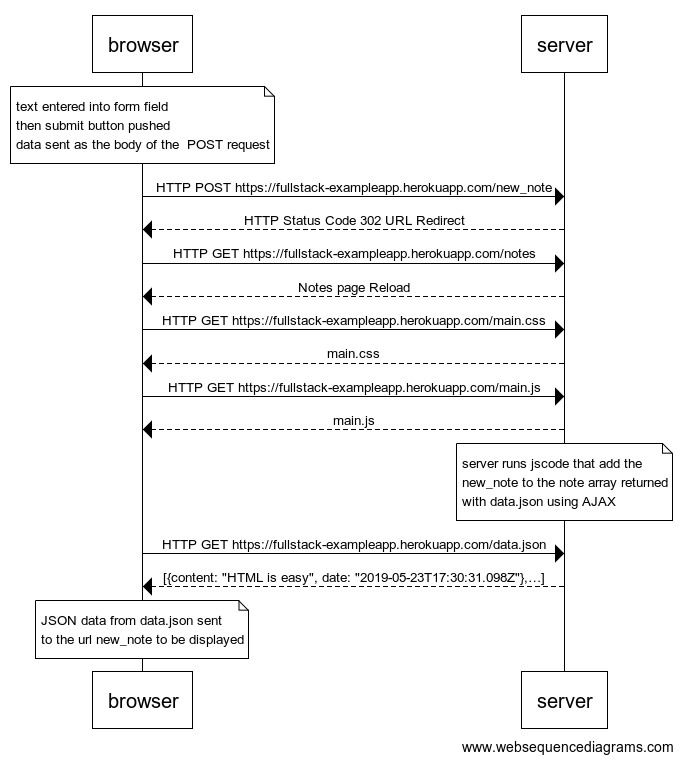 browser
server
text entered into form field
then submit button pushed
data sent as the body of the  POST request
HTTP POST https://fullstack-exampleapp.herokuapp.com/new_note
HTTP Status Code 302 URL Redirect
HTTP GET https://fullstack-exampleapp.herokuapp.com/notes
Notes page Reload
HTTP GET https://fullstack-exampleapp.herokuapp.com/main.css
main.css
HTTP GET https://fullstack-exampleapp.herokuapp.com/main.js
main.js
server runs jscode that add the
new_note to the note array returned
with data.json using AJAX
HTTP GET https://fullstack-exampleapp.herokuapp.com/data.json
[{content: "HTML is easy", date: "2019-05-23T17:30:31.098Z"},...]
JSON data from data.json sent
to the url new_note to be displayed
browser
server
www.websequencediagrams.com